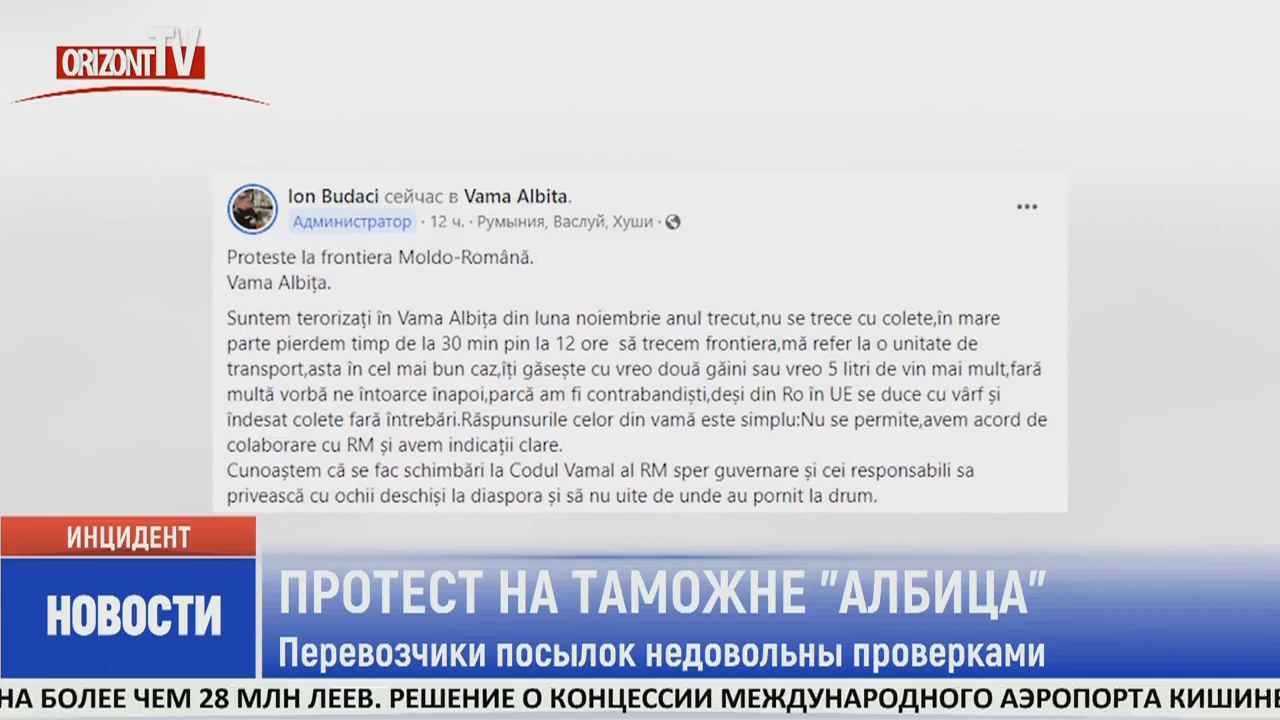 ORIZONT TV
Ion Budaci сейчас в Vama Albita.
Администратор · 12 ч. · Румыния, Васлуй, Хуши ·
Proteste la frontiera Moldo-Română.
Vama Albița.
Suntem terorizați în Vama Albița din luna noiembrie anul trecut,nu se trece cu colete,în mare
parte pierdem timp de la 30 min pin la 12 ore să trecem frontiera,mă refer la o unitate de
transport,asta în cel mai bun caz,îți găsește cu vreo două găini sau vreo 5 litri de vin mai mult,fară
multă vorbă ne întoarce înapoi,parcă am fi contrabandiști,deși din Ro în UE se duce cu vârf și
îndesat colete fară întrebări.Răspunsurile celor din vamă este simplu:Nu se permite,avem acord de
colaborare cu RM și avem indicații clare.
Cunoaștem că se fac schimbări la Codul Vamal al RM sper guvernare și cei responsabili sa
privească cu ochii deschiși la diaspora și să nu uite de unde au pornit la drum.
ИНЦИДЕНТ
НОВОСТИ
ПРОТЕСТ НА ТАМОЖНЕ "АЛБИЦА"
Перевозчики посылок недовольны проверками
НА БОЛЕЕ ЧЕМ 28 МЛН ЛЕЕВ. РЕШЕНИЕ О КОНЦЕССИИ МЕЖДУНАРОДНОГО АЭРОПОРТА КИШИНЕ